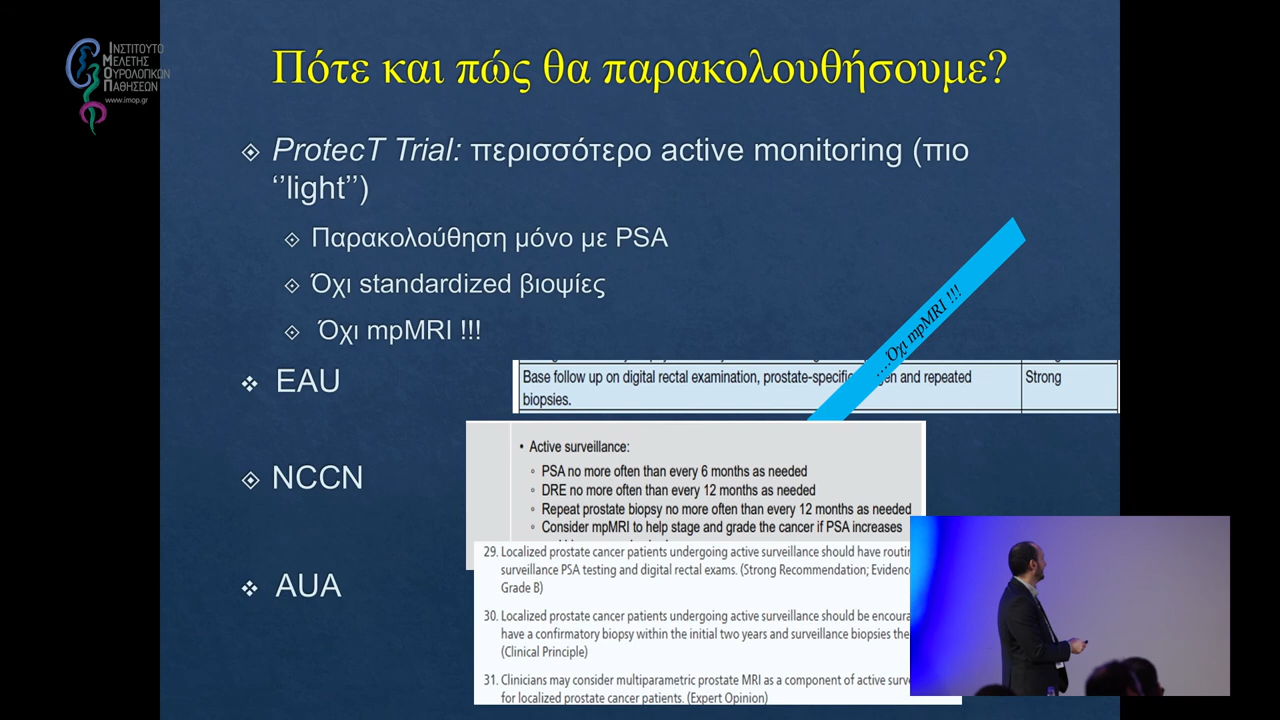 ΙΝΣΤΙΤΟΥΤΟ
ΜΕΛΕΤΗΣ
ΟΥΡΟΛΟΓΙΚΩΝ
ΠΑΘΗΣΕΩΝ
www.imop.gr
Πότε και πώς θα παρακολουθήσουμε?
ProtecT Trial: περισσότερο active monitoring (πιο
‘’light’’)
Παρακολούθηση μόνο με PSA
Όχι standardized βιοψίες
Όχι mpMRI !!!
….Όχι mpMRI !!!
EAU
Base follow up on digital rectal examination, prostate-specific and repeated
biopsies.
Strong
NCCN
• Active surveillance:
PSA no more often than every 6 months as needed
DRE no more often than every 12 months as needed
Repeat prostate biopsy no more often than every 12 months as needed
Consider mpMRI to help stage and grade the cancer if PSA increases
AUA
29. Localized prostate cancer patients undergoing active surveillance should have
surveillance PSA testing and digital rectal exams. (Strong Recommendation;
Grade B)
30. Localized prostate cancer patients undergoing active surveillance should be
have a confirmatory biopsy within the initial two years and surveillance biopsies
(Clinical Principle)
31. Clinicians may consider multiparametric prostate MRI as a component of active
for localized prostate cancer patients. (Expert Opinion)